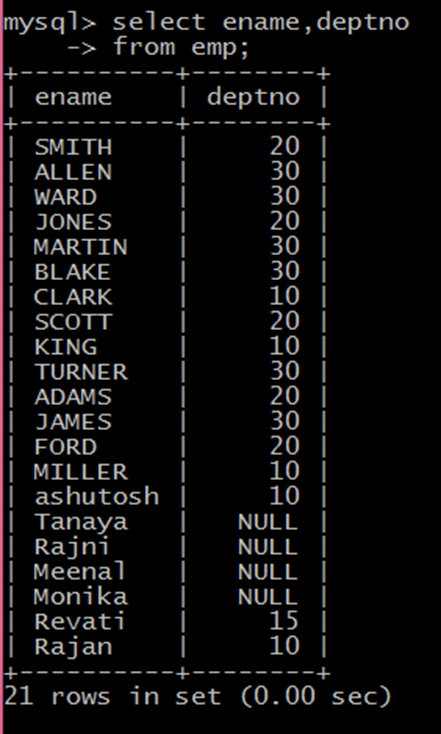 mysql> select ename,deptno
    -> from emp;
+----------+--------+
| ename    | deptno |
+----------+--------+
| SMITH    |     20 |
| ALLEN    |     30 |
| WARD     |     30 |
| JONES    |     20 |
| MARTIN   |     30 |
| BLAKE    |     30 |
| CLARK    |     10 |
| SCOTT    |     20 |
| KING     |     10 |
| TURNER   |     30 |
| ADAMS    |     20 |
| JAMES    |     30 |
| FORD     |     20 |
| MILLER   |     10 |
| ashutosh |     10 |
| Tanaya   |   NULL |
| Rajni    |   NULL |
| Meenal   |   NULL |
| Monika   |   NULL |
| Revati   |     15 |
| Rajan    |     10 |
+----------+--------+
21 rows in set (0.00 sec)